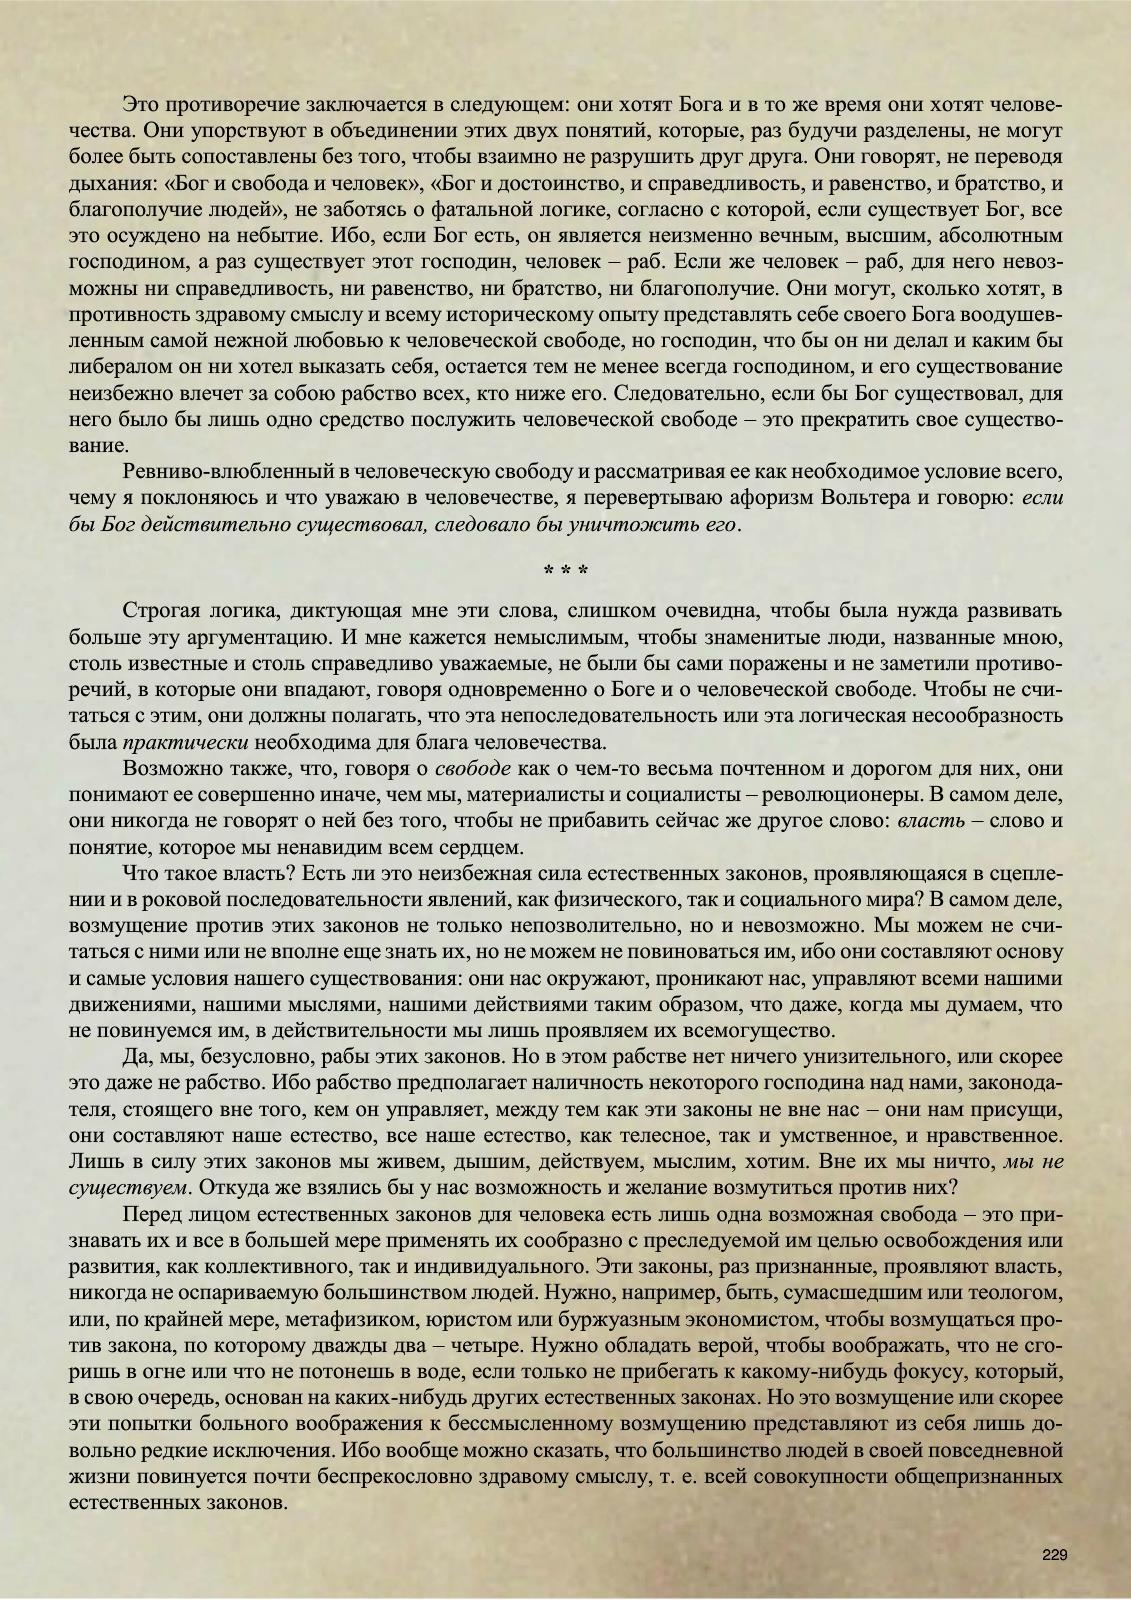 Это противоречие заключается в следующем: они хотят Бога и в то же время они хотят челове-
чества. Они упорствуют в объединении этих двух понятий, которые, раз будучи разделены, не могут
более быть сопоставлены без того, чтобы взаимно не разрушить друг друга. Они говорят, не переводя
дыхания: «Бог и свобода и человек», «Бог и достоинство, и справедливость, и равенство, и братство, и
благополучие людей», не заботясь о фатальной логике, согласно с которой, если существует Бог, все
это осуждено на небытие. Ибо, если Бог есть, он является неизменно вечным, высшим, абсолютным
господином, а раз существует этот господин, человек – раб. Если же человек – раб, для него невоз-
можны ни справедливость, ни равенство, ни братство, ни благополучие. Они могут, сколько хотят, в
противность здравому смыслу и всему историческому опыту представлять себе своего Бога воодушев-
ленным самой нежной любовью к человеческой свободе, но господин, что бы он ни делал и каким бы
либералом он ни хотел выказать себя, остается тем не менее всегда господином, и его существование
неизбежно влечет за собою рабство всех, кто ниже его. Следовательно, если бы Бог существовал, для
него было бы лишь одно средство послужить человеческой свободе – это прекратить свое существо-
вание.
Ревниво-влюбленный в человеческую свободу и рассматривая ее как необходимое условие всего,
чему я поклоняюсь и что уважаю в человечестве, я перевертываю афоризм Вольтера и говорю: если
бы Бог действительно существовал, следовало бы уничтожить его.
* * *
Строгая логика, диктующая мне эти слова, слишком очевидна, чтобы была нужда развивать
больше эту аргументацию. И мне кажется немыслимым, чтобы знаменитые люди, названные мною,
столь известные и столь справедливо уважаемые, не были бы сами поражены и не заметили противо-
речий, в которые они впадают, говоря одновременно о Боге и о человеческой свободе. Чтобы не счи-
таться с этим, они должны полагать, что эта непоследовательность или эта логическая несообразность
была практически необходима для блага человечества.
Возможно также, что, говоря о свободе как о чем-то весьма почтенном и дорогом для них, они
понимают ее совершенно иначе, чем мы, материалисты и социалисты – революционеры. В самом деле,
они никогда не говорят о ней без того, чтобы не прибавить сейчас же другое слово: власть – слово и
понятие, которое мы ненавидим всем сердцем.
Что такое власть? Есть ли это неизбежная сила естественных законов, проявляющаяся в сцепле-
нии и в роковой последовательности явлений, как физического, так и социального мира? В самом деле,
возмущение против этих законов не только непозволительно, но и невозможно. Мы можем не счи-
таться с ними или не вполне еще знать их, но не можем не повиноваться им, ибо они составляют основу
и самые условия нашего существования: они нас окружают, проникают нас, управляют всеми нашими
движениями, нашими мыслями, нашими действиями таким образом, что даже, когда мы думаем, что
не повинуемся им, в действительности мы лишь проявляем их всемогущество.
Да, мы, безусловно, рабы этих законов. Но в этом рабстве нет ничего унизительного, или скорее
это даже не рабство. Ибо рабство предполагает наличность некоторого господина над нами, законода-
теля, стоящего вне того, кем он управляет, между тем как эти законы не вне нас – они нам присущи,
они составляют наше естество, все наше естество, как телесное, так и умственное, и нравственное.
Лишь в силу этих законов мы живем, дышим, действуем, мыслим, хотим. Вне их мы ничто, мы не
существуем. Откуда же взялись бы у нас возможность и желание возмутиться против них?
Перед лицом естественных законов для человека есть лишь одна возможная свобода – это при-
знавать их и все в большей мере применять их сообразно с преследуемой им целью освобождения или
развития, как коллективного, так и индивидуального. Эти законы, раз признанные, проявляют власть,
никогда не оспариваемую большинством людей. Нужно, например, быть, сумасшедшим или теологом,
или, по крайней мере, метафизиком, юристом или буржуазным экономистом, чтобы возмущаться про-
тив закона, по которому дважды два – четыре. Нужно обладать верой, чтобы воображать, что не сго-
ришь в огне или что не потонешь в воде, если только не прибегать к какому-нибудь фокусу, который,
в свою очередь, основан на каких-нибудь других естественных законах. Но это возмущение или скорее
эти попытки больного воображения к бессмысленному возмущению представляют из себя лишь до-
вольно редкие исключения. Ибо вообще можно сказать, что большинство людей в своей повседневной
жизни повинуется почти беспрекословно здравому смыслу, т. е. всей совокупности общепризнанных
естественных законов.
229